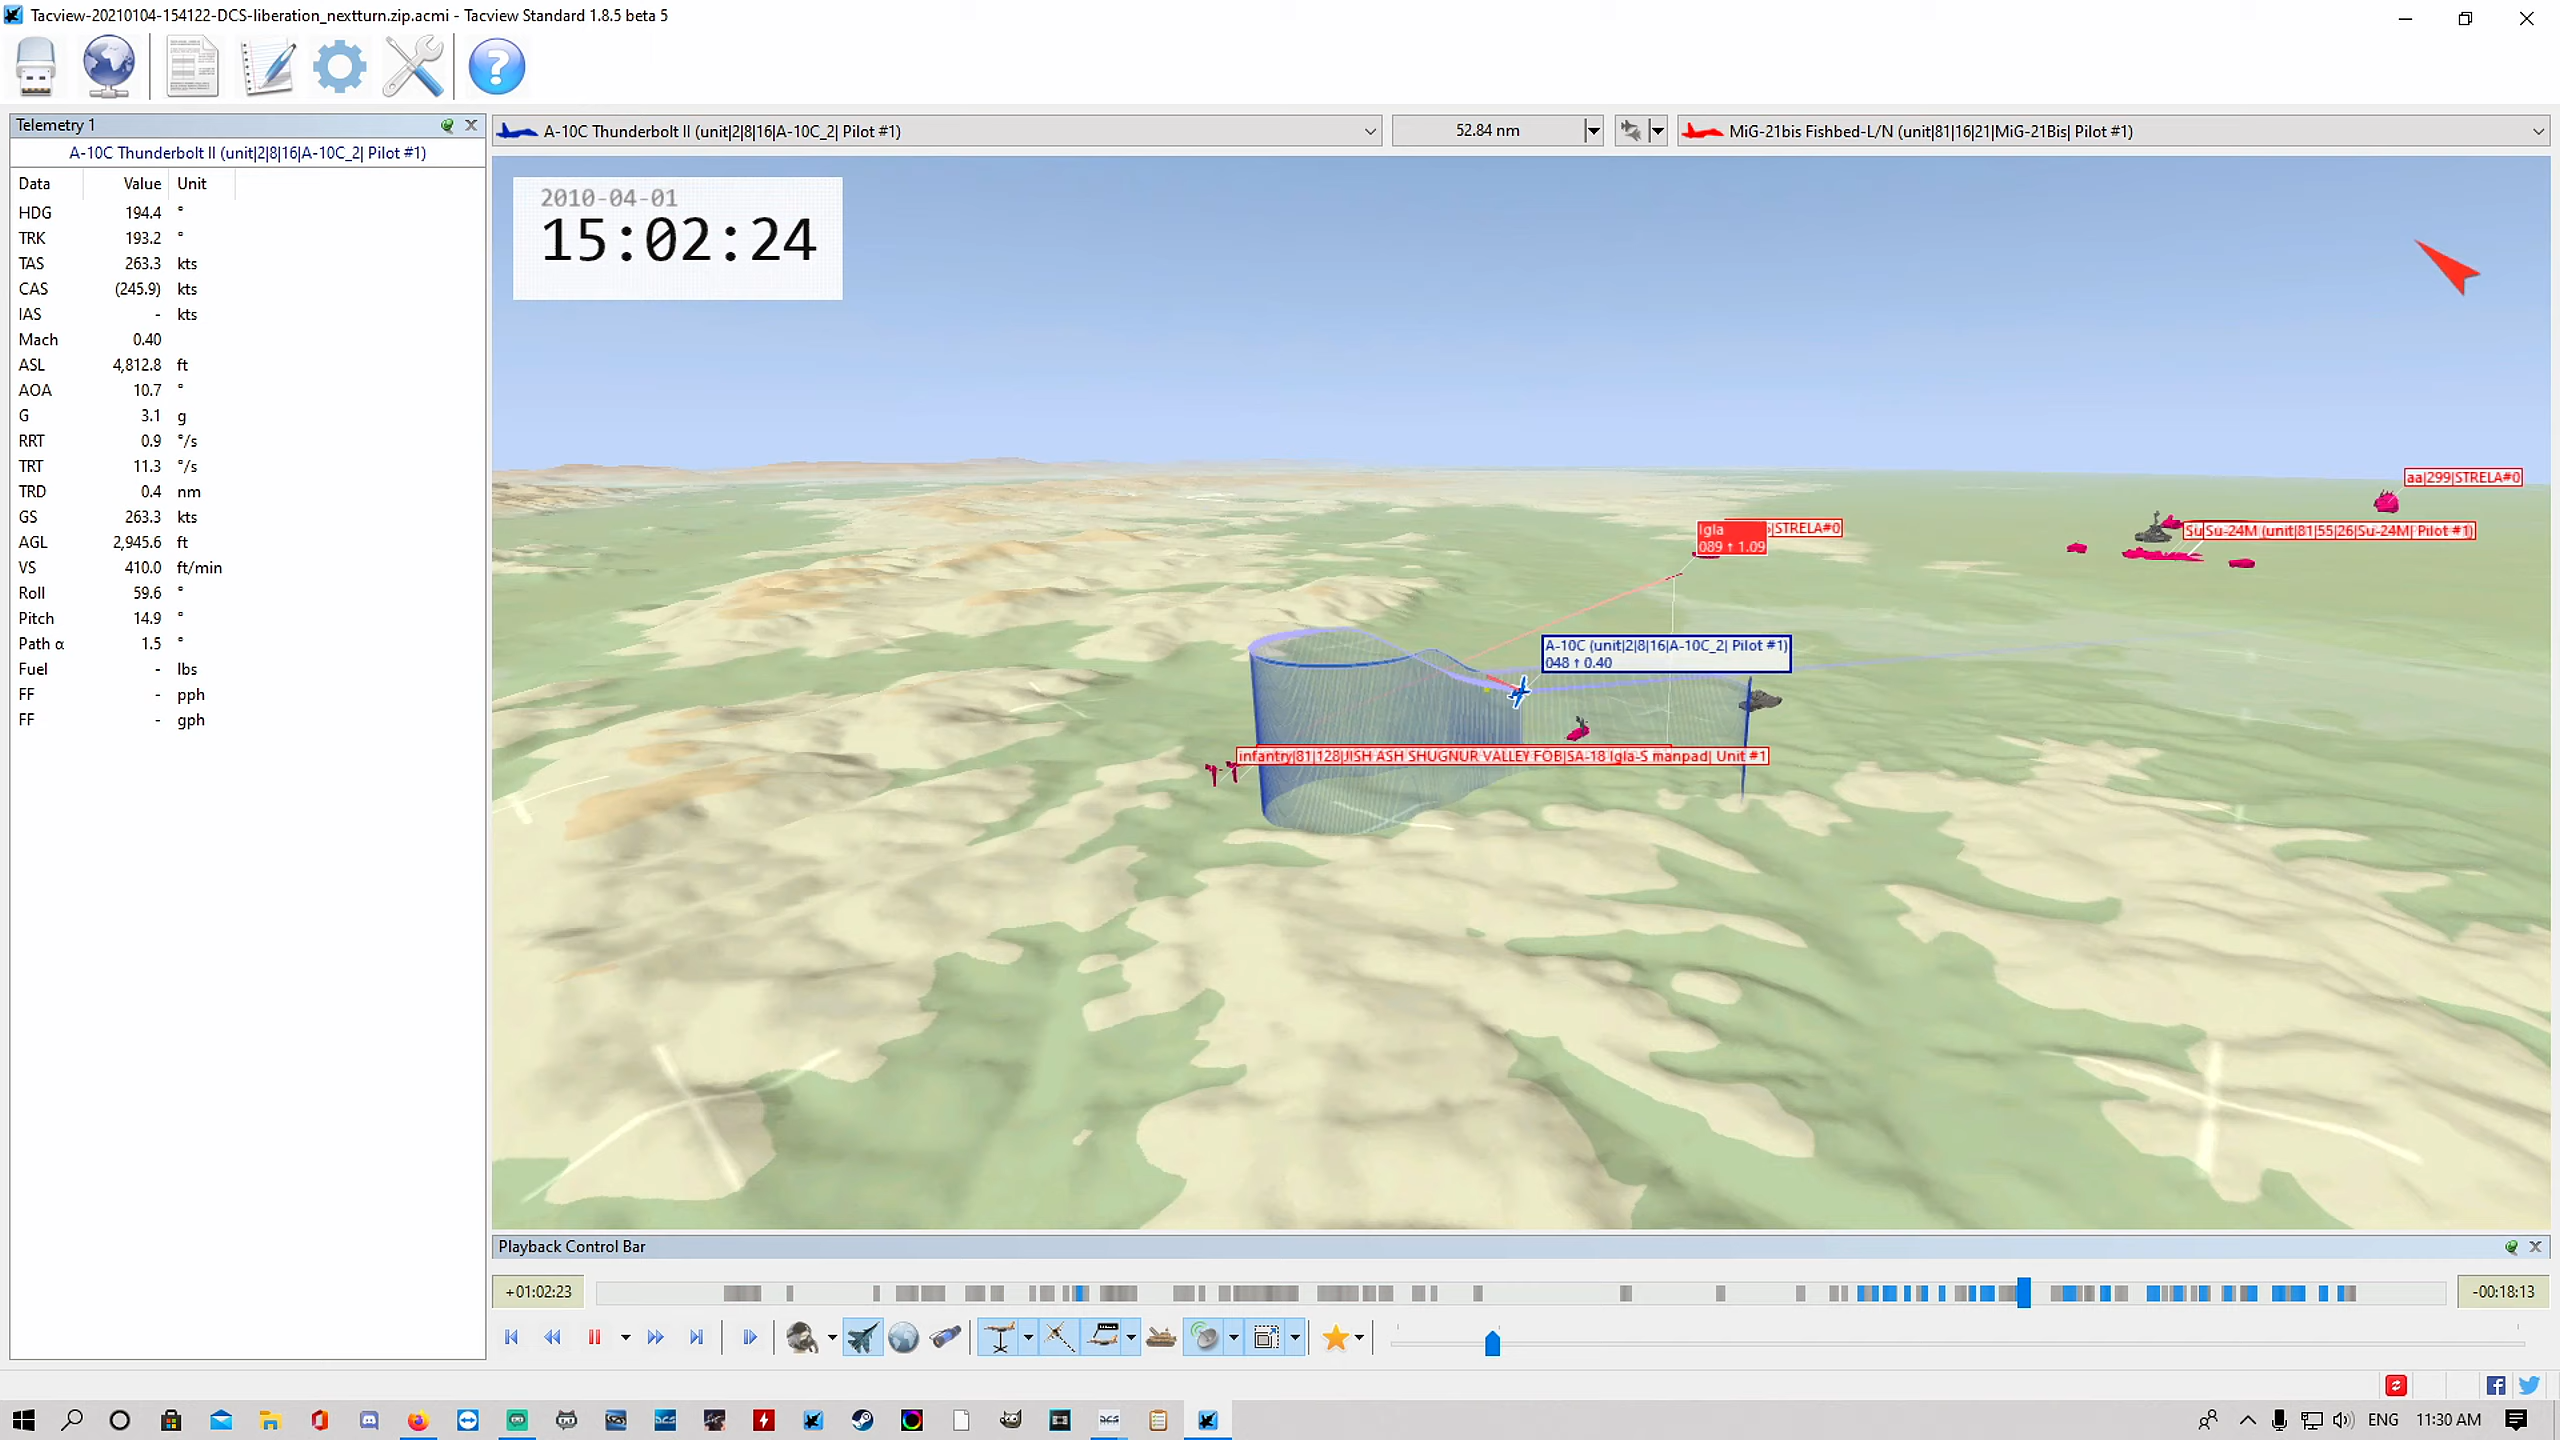 Tacview-20210104-154122-DCS-liberation_nextturn.zip.acmi - Tacview Standard 1.8.5 beta 5
Telemetry 1
A-10C Thunderbolt II (unit|2|8|16|A-10C_2| Pilot #1)
Data Value Unit
HDG 194.4 °
TRK 193.2 °
TAS 263.3 kts
CAS (245.9) kts
IAS - kts
Mach 0.40
ASL 4,812.8 ft
AOA 10.7 °
G 3.1 g
RRT 0.9 °/s
TRT 11.3 °/s
TRD 0.4 nm
GS 263.3 kts
AGL 2,945.6 ft
VS 410.0 ft/min
Roll 59.6 °
Pitch 14.9 °
Path α 1.5 °
Fuel - lbs
FF - pph
FF - gph
A-10C Thunderbolt II (unit|2|8|16|A-10C_2| Pilot #1)
52.84 nm
MiG-21bis Fishbed-L/N (unit|81|16|21|MiG-21Bis| Pilot #1)
2010-04-01
15:02:24
aa|299|STRELA#0
Igla
089 ↑ 1.09
|STRELA#0
Su Su-24M (unit|81|55|26|Su-24M| Pilot #1)
A-10C (unit|2|8|16|A-10C_2| Pilot #1)
048 ↑ 0.40
infantry|81|128|JISH ASH SHUGNUR VALLEY FOB|SA-18 Igla-S manpad| Unit #1
Playback Control Bar
+01:02:23
-00:18:13
ENG 11:30 AM